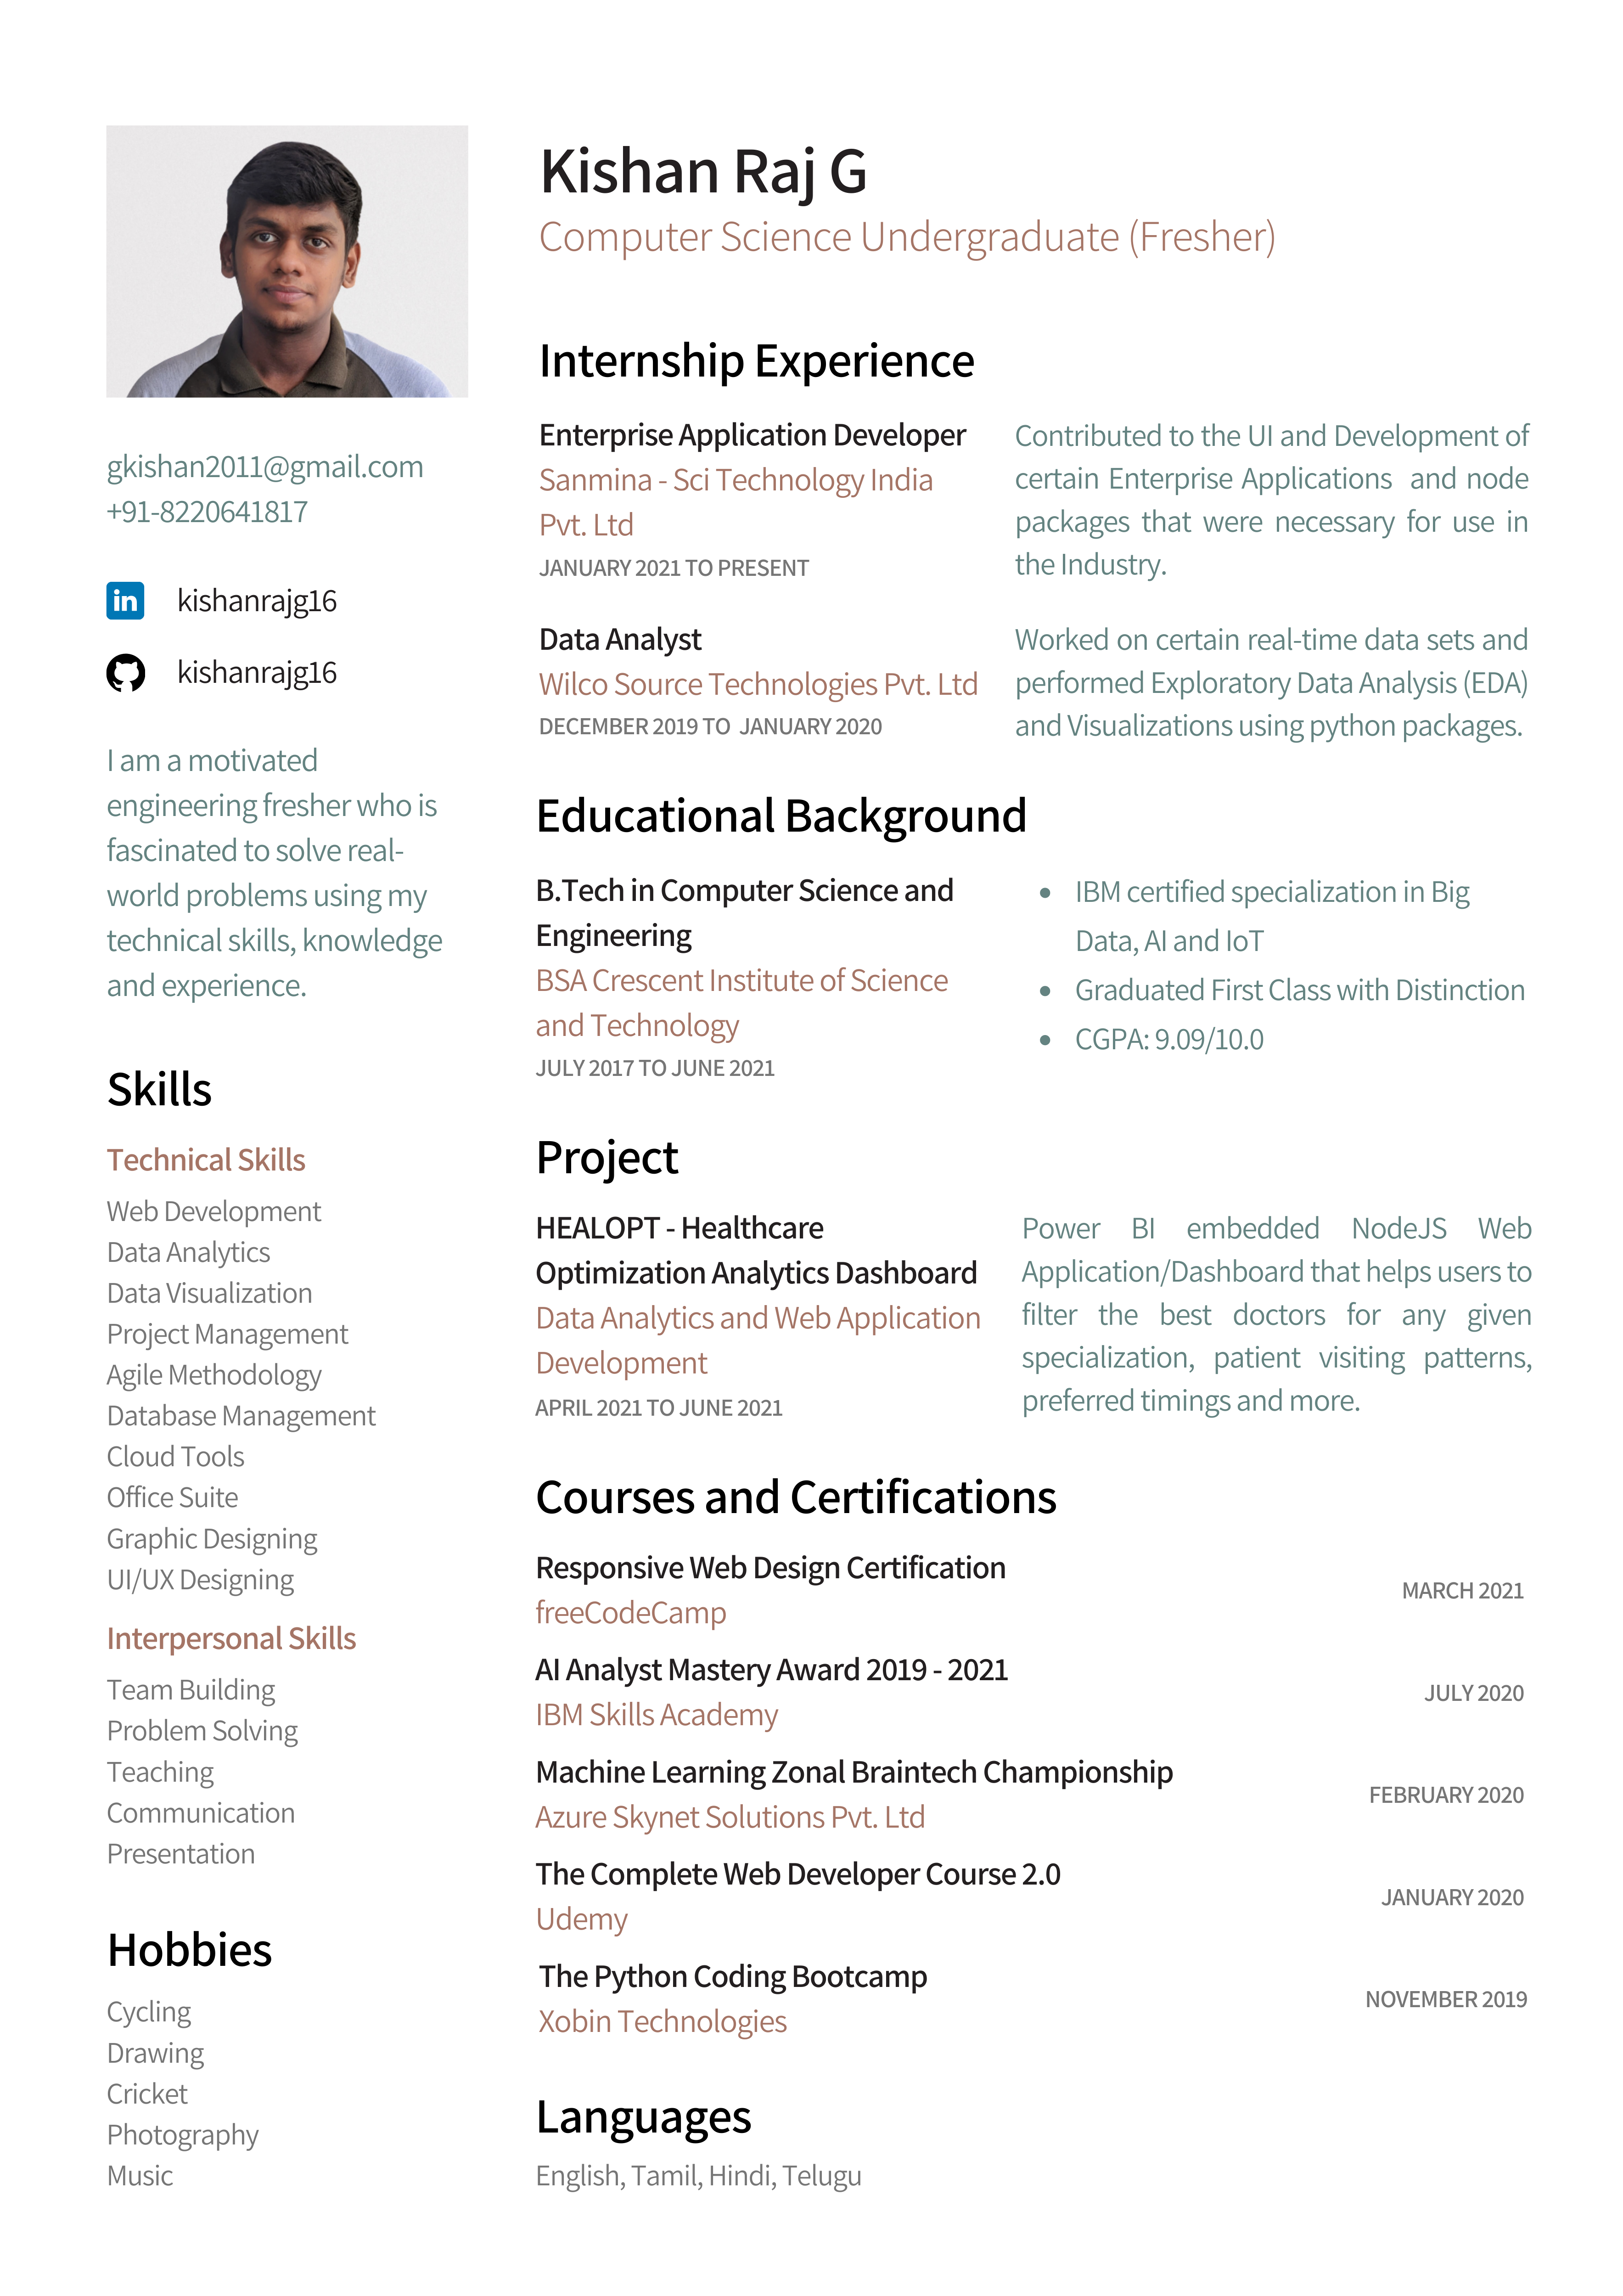 Kishan Raj G
Computer Science Undergraduate (Fresher)
gkishan2011@gmail.com
+91-8220641817
in kishanrajg16
kishanrajg16
I am a motivated
engineering fresher who is
fascinated to solve real-
world problems using my
technical skills, knowledge
and experience.
Skills
Technical Skills
Web Development
Data Analytics
Data Visualization
Project Management
Agile Methodology
Database Management
Cloud Tools
Office Suite
Graphic Designing
UI/UX Designing
Interpersonal Skills
Team Building
Problem Solving
Teaching
Communication
Presentation
Hobbies
Cycling
Drawing
Cricket
Photography
Music
Internship Experience
Enterprise Application Developer
Sanmina - Sci Technology India
Pvt. Ltd
JANUARY 2021 TO PRESENT
Contributed to the UI and Development of
certain Enterprise Applications and node
packages that were necessary for use in
the Industry.
Data Analyst
Wilco Source Technologies Pvt. Ltd
DECEMBER 2019 TO JANUARY 2020
Worked on certain real-time data sets and
performed Exploratory Data Analysis (EDA)
and Visualizations using python packages.
Educational Background
B.Tech in Computer Science and
Engineering
BSA Crescent Institute of Science
and Technology
JULY 2017 TO JUNE 2021
• IBM certified specialization in Big
Data, AI and IoT
• Graduated First Class with Distinction
• CGPA: 9.09/10.0
Project
HEALOPT - Healthcare
Optimization Analytics Dashboard
Data Analytics and Web Application
Development
APRIL 2021 TO JUNE 2021
Power BI embedded NodeJS Web
Application/Dashboard that helps users to
filter the best doctors for any given
specialization, patient visiting patterns,
preferred timings and more.
Courses and Certifications
Responsive Web Design Certification
freeCodeCamp
MARCH 2021
AI Analyst Mastery Award 2019 - 2021
IBM Skills Academy
JULY 2020
Machine Learning Zonal Braintech Championship
Azure Skynet Solutions Pvt. Ltd
FEBRUARY 2020
The Complete Web Developer Course 2.0
Udemy
JANUARY 2020
The Python Coding Bootcamp
Xobin Technologies
NOVEMBER 2019
Languages
English, Tamil, Hindi, Telugu